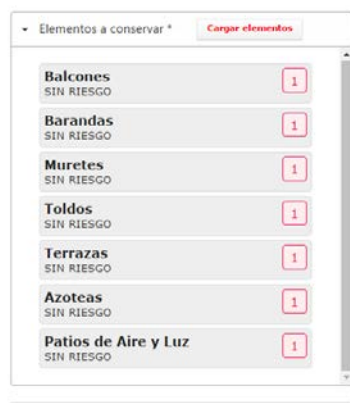 Elementos a conservar * Cargar elementos
Balcones 1
SIN RIESGO
Barandas 1
SIN RIESGO
Muretes 1
SIN RIESGO
Toldos 1
SIN RIESGO
Terrazas 1
SIN RIESGO
Azoteas 1
SIN RIESGO
Patios de Aire y Luz 1
SIN RIESGO